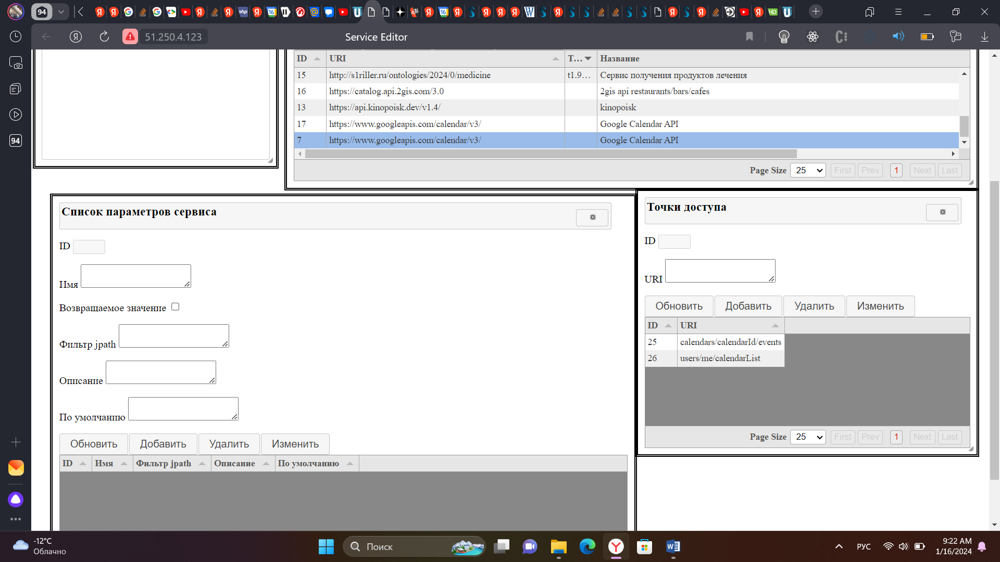 94
51.250.4.123
Service Editor
94
ID URI T... Название
15 http://s1riller.ru/ontologies/2024/0/medicine t1.9... Сервис получения продуктов лечения
16 https://catalog.api.2gis.com/3.0 2gis api restaurants/bars/cafes
13 https://api.kinopoisk.dev/v1.4/ kinopoisk
17 https://www.googleapis.com/calendar/v3/ Google Calendar API
7 https://www.googleapis.com/calendar/v3/ Google Calendar API
Page Size 25 First Prev 1 Next Last
Список параметров сервиса
ID
Имя
Возвращаемое значение
Фильтр jpath
Описание
По умолчанию
Обновить Добавить Удалить Изменить
ID Имя Фильтр jpath Описание По умолчанию
Точки доступа
ID
URI
Обновить Добавить Удалить Изменить
ID URI
25 calendars/calendarId/events
26 users/me/calendarList
Page Size 25 First Prev 1 Next Last
-12°C
Облачно
Поиск
РУС
9:22 AM
1/16/2024